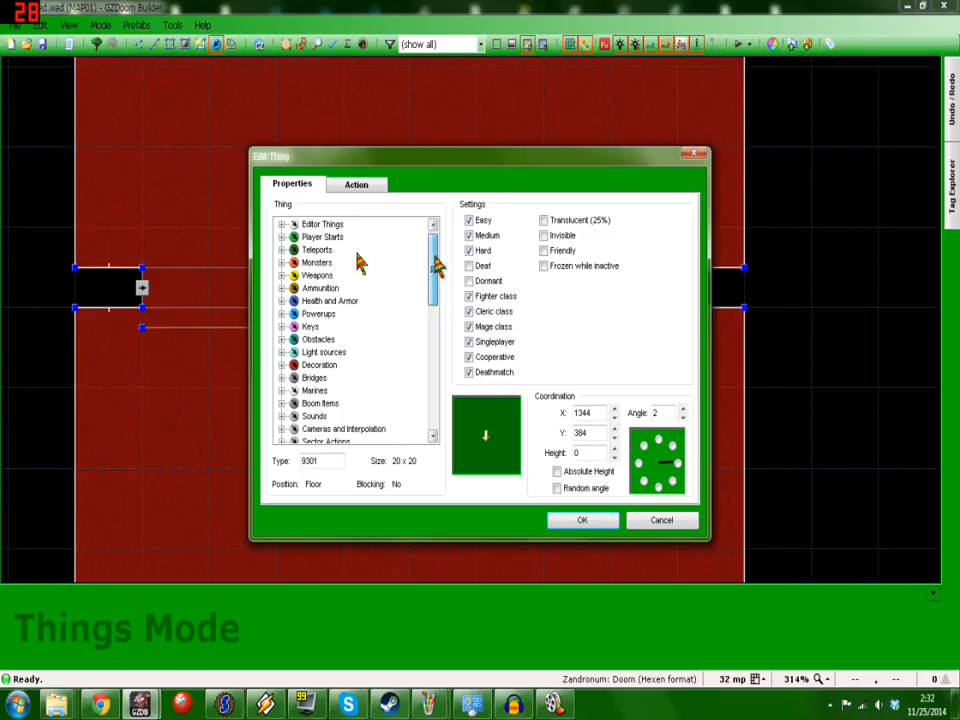 28
ed.wad (MAP01) - GZDoom Builder
Edit View Mode Prefabs Tools Help
(show all)
Undo / Redo
Tag Explorer
Edit Thing
Properties Action
Thing
Editor Things
Player Starts
Teleports
Monsters
Weapons
Ammunition
Health and Armor
Powerups
Keys
Obstacles
Light sources
Decoration
Bridges
Marines
Boom Items
Sounds
Cameras and Interpolation
Sector Actions
Type: 9301 Size: 20 x 20
Position: Floor Blocking: No
Settings
Easy
Medium
Hard
Deaf
Dormant
Fighter class
Cleric class
Mage class
Singleplayer
Cooperative
Deathmatch
Translucent (25%)
Invisible
Friendly
Frozen while inactive
Coordination
X: 1344 Angle: 2
Y: 384
Height: 0
Absolute Height
Random angle
OK Cancel
Things Mode
Ready. Zandronum: Doom (Hexen format) 32 mp 314% -- , -- 0
GZDB
99
2:32
11/25/2014